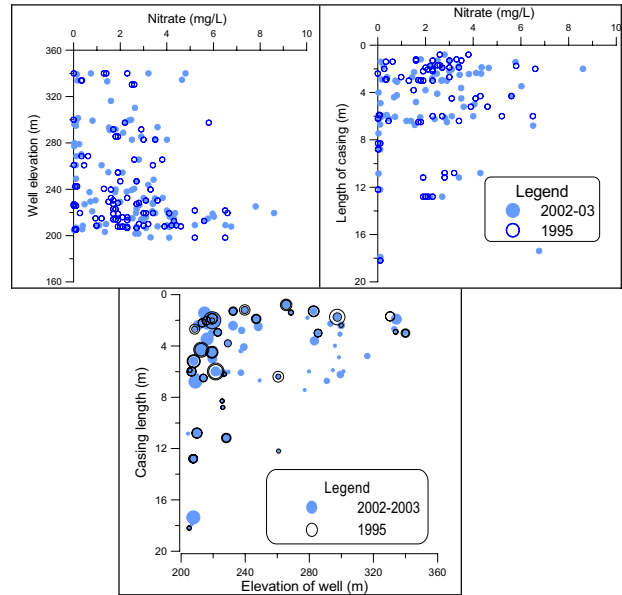 Nitrate (mg/L)
0 2 4 6 8 10
Well elevation (m)
360
320
280
240
200
160
Nitrate (mg/L)
0 2 4 6 8 10
Length of casing (m)
0
4
8
12
16
20
Legend
2002-03
1995
Casing length (m)
0
4
8
12
16
20
Legend
2002-2003
1995
200 240 280 320 360
Elevation of well (m)